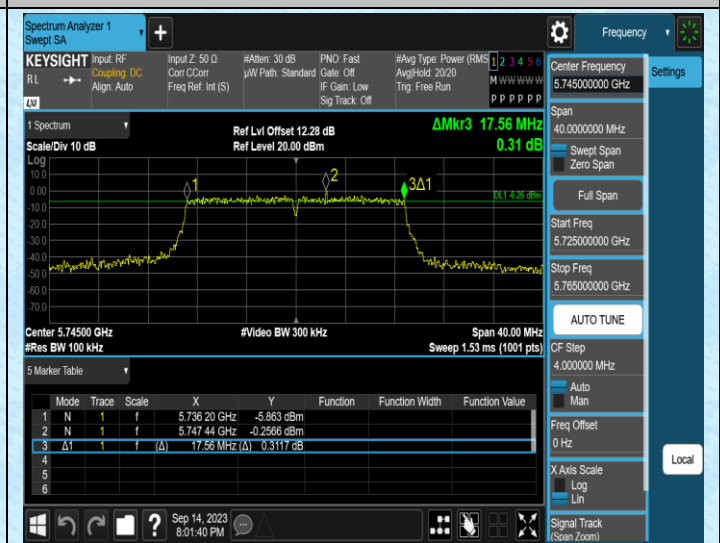 Spectrum Analyzer 1
Swept SA
Frequency
KEYSIGHT
RL
LXI
Input: RF
Coupling: DC
Align: Auto
Input Z: 50 Ω
Corr CCorr
Freq Ref: Int (S)
#Atten: 30 dB
µW Path: Standard
PNO: Fast
Gate: Off
IF Gain: Low
Sig Track: Off
#Avg Type: Power (RMS
Avg|Hold: 20/20
Trig: Free Run
1 2 3 4 5 6
M W W W W W
P P P P P P
Settings
1 Spectrum
Scale/Div 10 dB
Ref Lvl Offset 12.28 dB
Ref Level 20.00 dBm
ΔMkr3 17.56 MHz
0.31 dB
Log
10.0
0.00
-10.0
-20.0
-30.0
-40.0
-50.0
-60.0
-70.0
1
2
3Δ1
DL1 -6.26 dBm
Center 5.74500 GHz
#Res BW 100 kHz
#Video BW 300 kHz
Span 40.00 MHz
Sweep 1.53 ms (1001 pts)
5 Marker Table
Mode Trace Scale X Y Function Function Width Function Value
1 N 1 f 5.736 20 GHz -5.863 dBm
2 N 1 f 5.747 44 GHz -0.2566 dBm
3 Δ1 1 f (Δ) 17.56 MHz (Δ) 0.3117 dB
4
5
6
Center Frequency
5.745000000 GHz
Span
40.0000000 MHz
Swept Span
Zero Span
Full Span
Start Freq
5.725000000 GHz
Stop Freq
5.765000000 GHz
AUTO TUNE
CF Step
4.000000 MHz
Auto
Man
Freq Offset
0 Hz
X Axis Scale
Log
Lin
Signal Track
(Span Zoom)
Local
?
Sep 14, 2023
8:01:40 PM